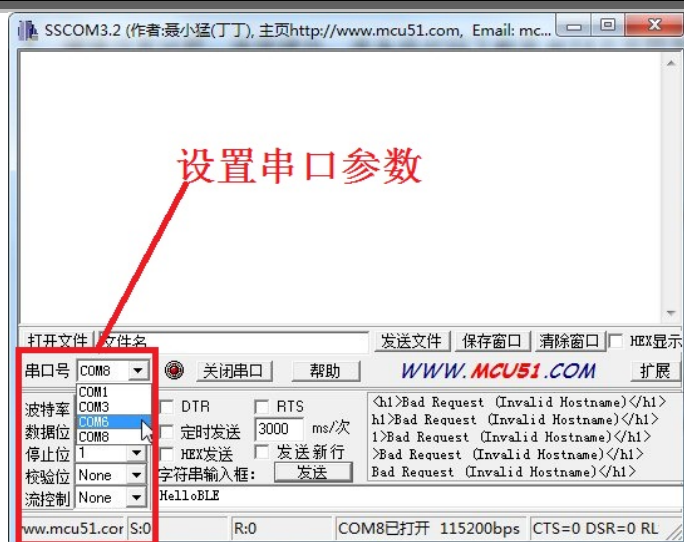 SSCOM3.2 (作者:聂小猛(丁丁), 主页http://www.mcu51.com, Email: mc...
设置串口参数
打开文件 文件名 发送文件 保存窗口 清除窗口 HEX显示
串口号 COM8 关闭串口 帮助 WWW.MCU51.COM 扩展
COM1
波特率 COM3 DTR RTS
COM6
数据位 COM8 定时发送 3000 ms/次
停止位 1 HEX发送 发送新行
校验位 None 字符串输入框: 发送
流控制 None HelloBLE
<h1>Bad Request (Invalid Hostname)</h1>
h1>Bad Request (Invalid Hostname)</h1>
1>Bad Request (Invalid Hostname)</h1>
>Bad Request (Invalid Hostname)</h1>
Bad Request (Invalid Hostname)</h1>
ww.mcu51.cor S:0 R:0 COM8已打开 115200bps CTS=0 DSR=0 RL